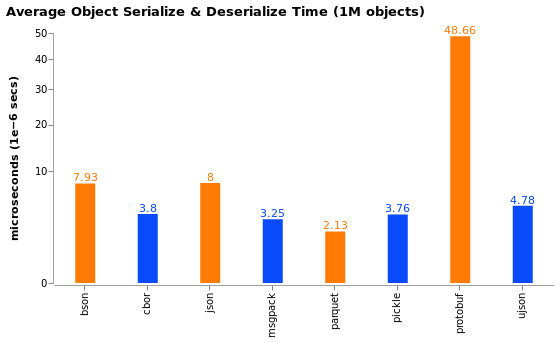 Average Object Serialize & Deserialize Time (1M objects)
microseconds (1e−6 secs)
50
40
30
20
10
0
7.93
3.8
8
3.25
2.13
3.76
48.66
4.78
bson
cbor
json
msgpack
parquet
pickle
protobuf
ujson